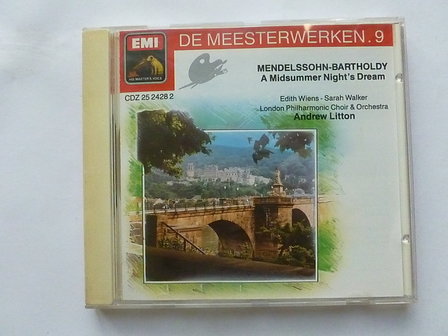 EMI
HIS MASTER'S VOICE
DE MEESTERWERKEN.9
MENDELSSOHN-BARTHOLDY
A Midsummer Night's Dream
CDZ 25 2428 2
Edith Wiens - Sarah Walker
London Philharmonic Choir & Orchestra
Andrew Litton